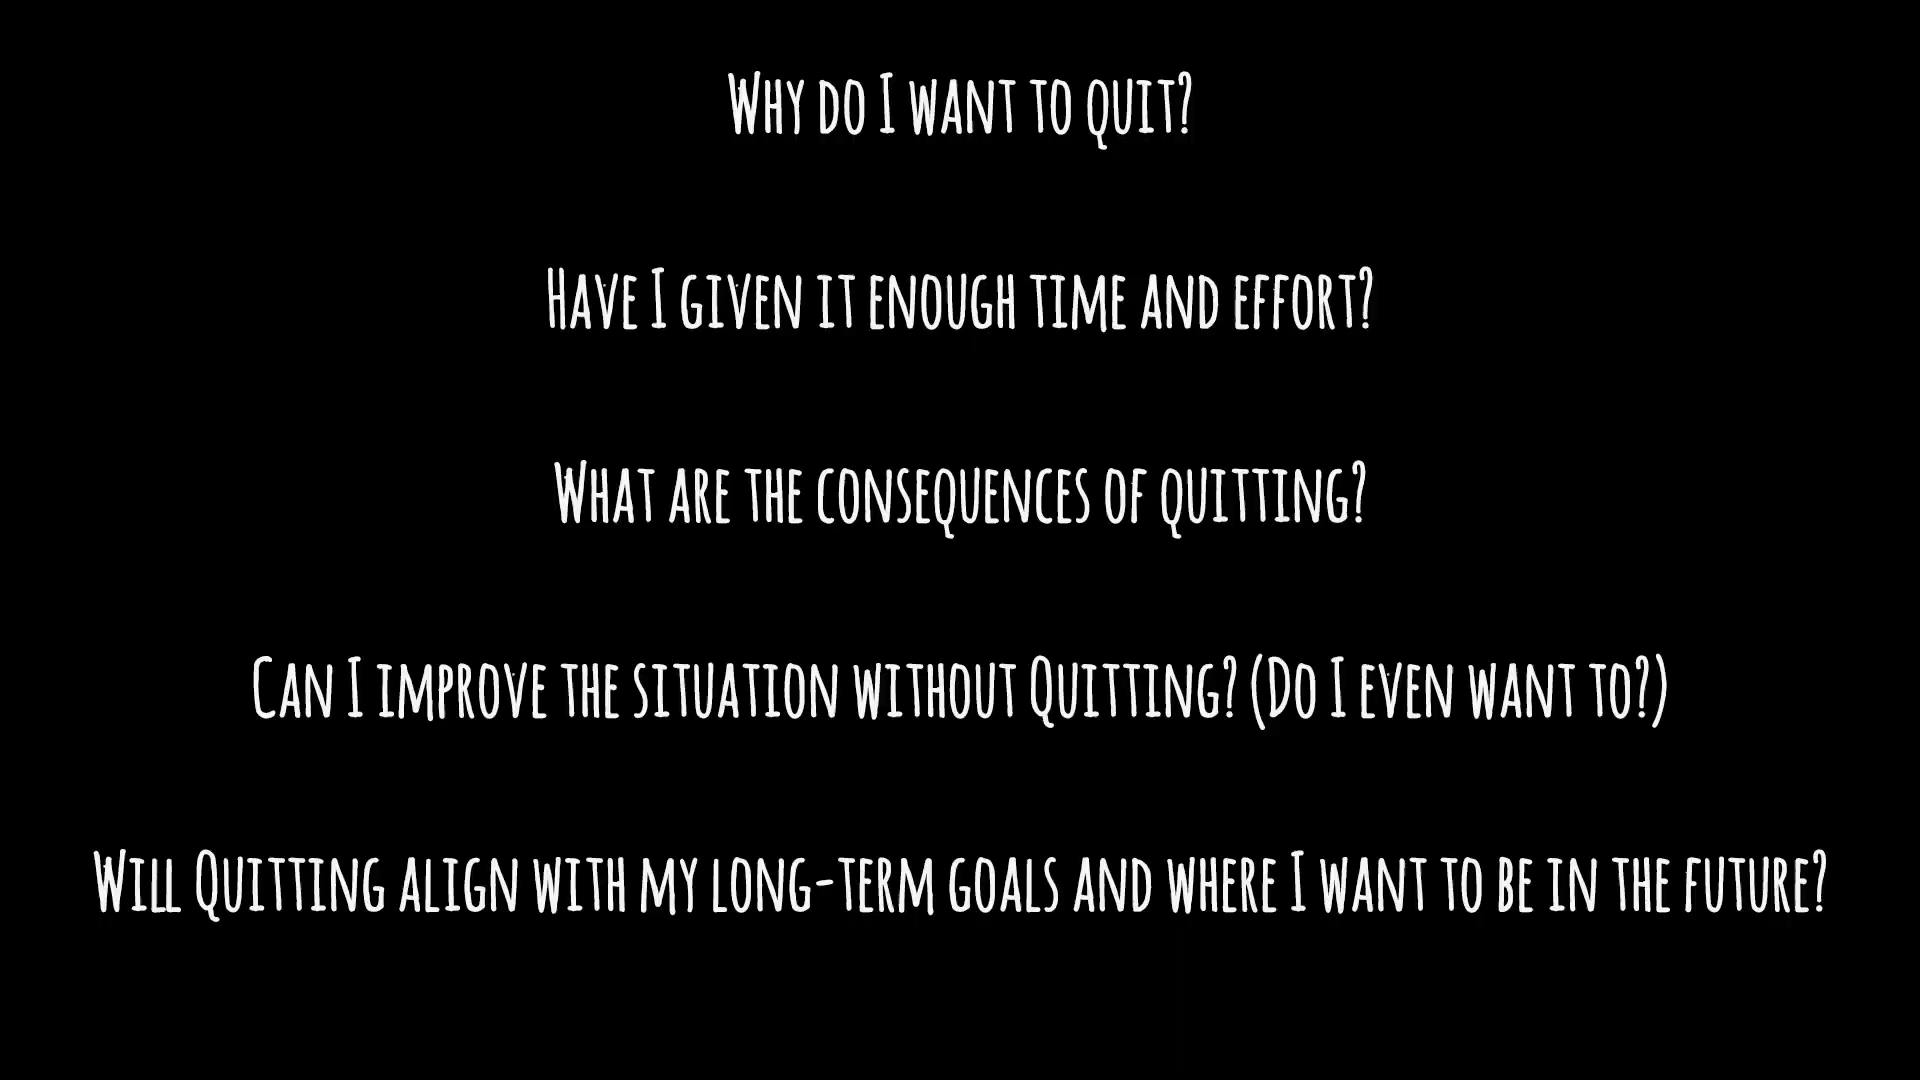 Why do I want to quit?
Have I given it enough time and effort?
What are the consequences of quitting?
Can I improve the situation without Quitting? (Do I even want to?)
Will Quitting align with my long-term goals and where I want to be in the future?